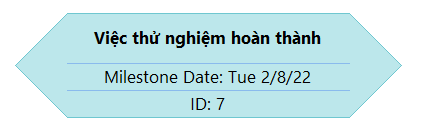 Việc thử nghiệm hoàn thành
Milestone Date: Tue 2/8/22
ID: 7